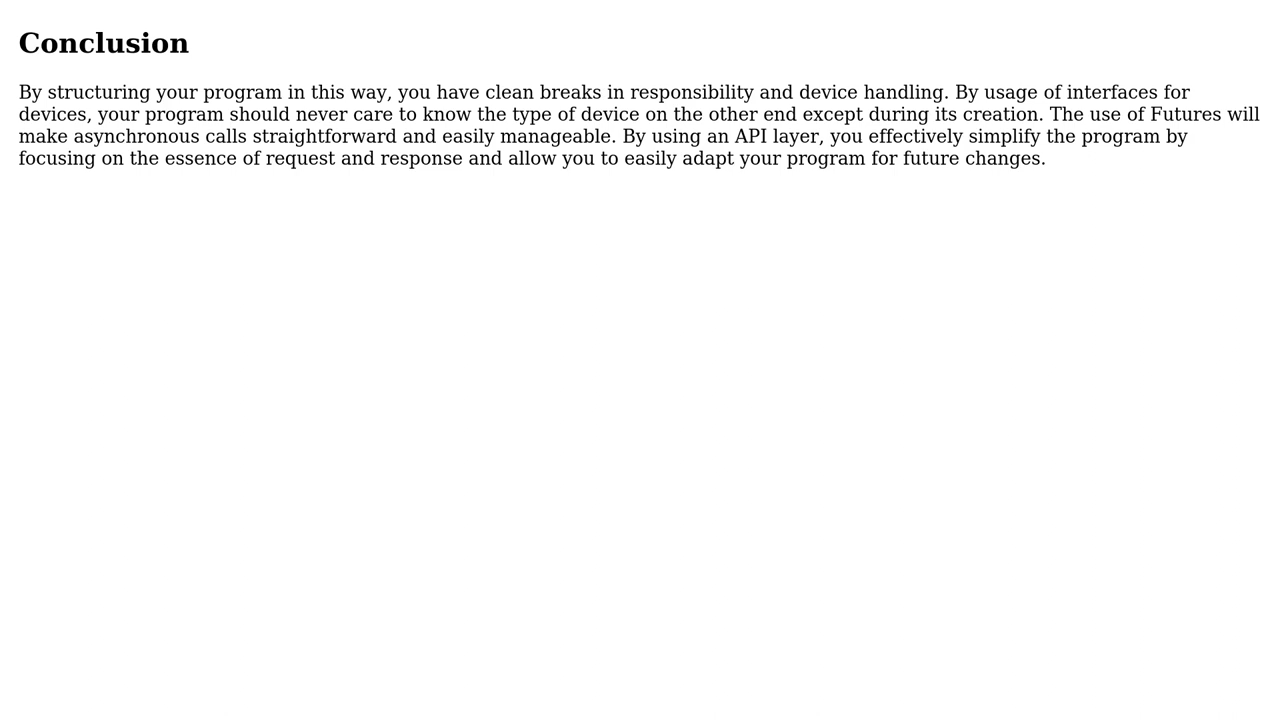 Conclusion
By structuring your program in this way, you have clean breaks in responsibility and device handling. By usage of interfaces for
devices, your program should never care to know the type of device on the other end except during its creation. The use of Futures will
make asynchronous calls straightforward and easily manageable. By using an API layer, you effectively simplify the program by
focusing on the essence of request and response and allow you to easily adapt your program for future changes.